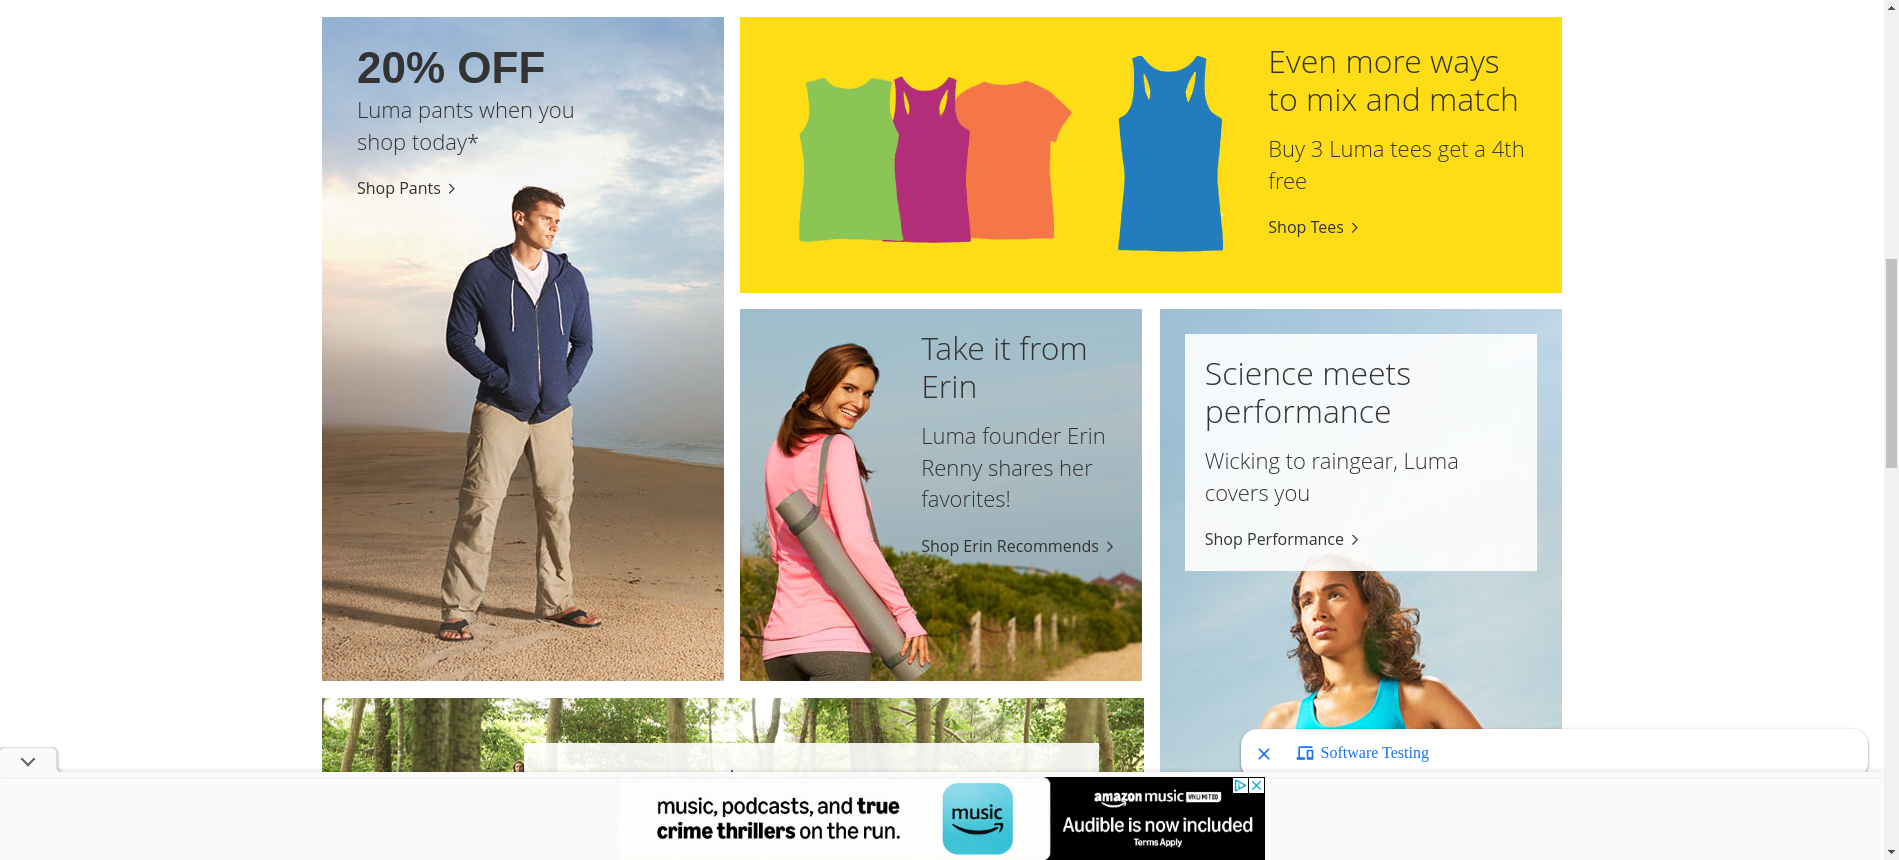 20% OFF
Luma pants when you
shop today*
Shop Pants
Even more ways
to mix and match
Buy 3 Luma tees get a 4th
free
Shop Tees
Take it from
Erin
Luma founder Erin
Renny shares her
favorites!
Shop Erin Recommends
Science meets
performance
Wicking to raingear, Luma
covers you
Shop Performance
Software Testing
music, podcasts, and true
crime thrillers on the run.
music
amazon music UNLIMITED
Audible is now included
Terms Apply